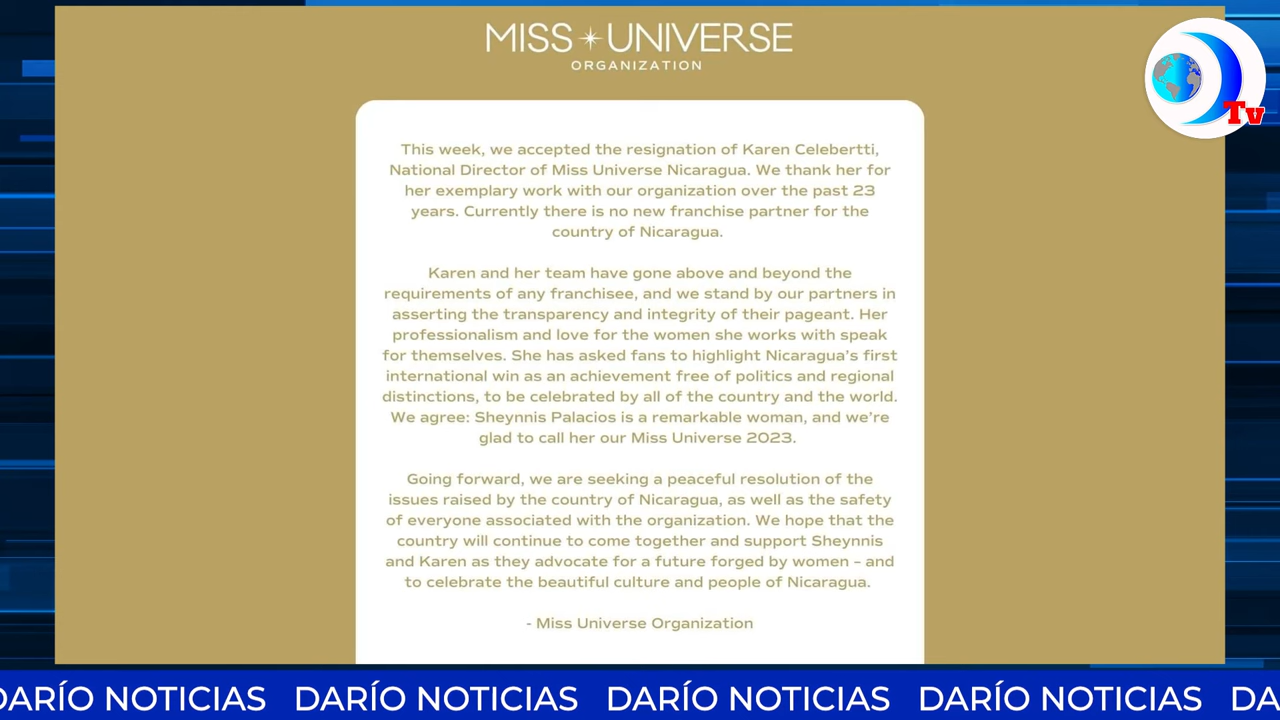 MISS UNIVERSE
ORGANIZATION
Tv
This week, we accepted the resignation of Karen Celebertti,
National Director of Miss Universe Nicaragua. We thank her for
her exemplary work with our organization over the past 23
years. Currently there is no new franchise partner for the
country of Nicaragua.
Karen and her team have gone above and beyond the
requirements of any franchisee, and we stand by our partners in
asserting the transparency and integrity of their pageant. Her
professionalism and love for the women she works with speak
for themselves. She has asked fans to highlight Nicaragua's first
international win as an achievement free of politics and regional
distinctions, to be celebrated by all of the country and the world.
We agree: Sheynnis Palacios is a remarkable woman, and we're
glad to call her our Miss Universe 2023.
Going forward, we are seeking a peaceful resolution of the
issues raised by the country of Nicaragua, as well as the safety
of everyone associated with the organization. We hope that the
country will continue to come together and support Sheynnis
and Karen as they advocate for a future forged by women – and
to celebrate the beautiful culture and people of Nicaragua.
- Miss Universe Organization
DARÍO NOTICIAS DARÍO NOTICIAS DARÍO NOTICIAS DARÍO NOTICIAS DA